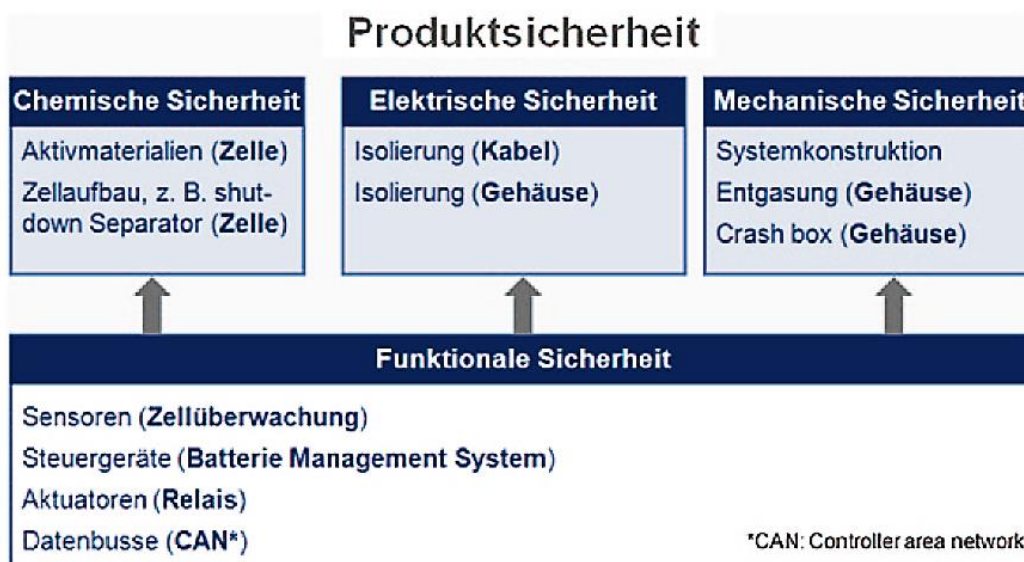 Produktsicherheit
Chemische Sicherheit
Aktivmaterialien (Zelle)
Zellaufbau, z. B. shut-
down Separator (Zelle)
Elektrische Sicherheit
Isolierung (Kabel)
Isolierung (Gehäuse)
Mechanische Sicherheit
Systemkonstruktion
Entgasung (Gehäuse)
Crash box (Gehäuse)
Funktionale Sicherheit
Sensoren (Zellüberwachung)
Steuergeräte (Batterie Management System)
Aktuatoren (Relais)
Datenbusse (CAN*)
*CAN: Controller area network